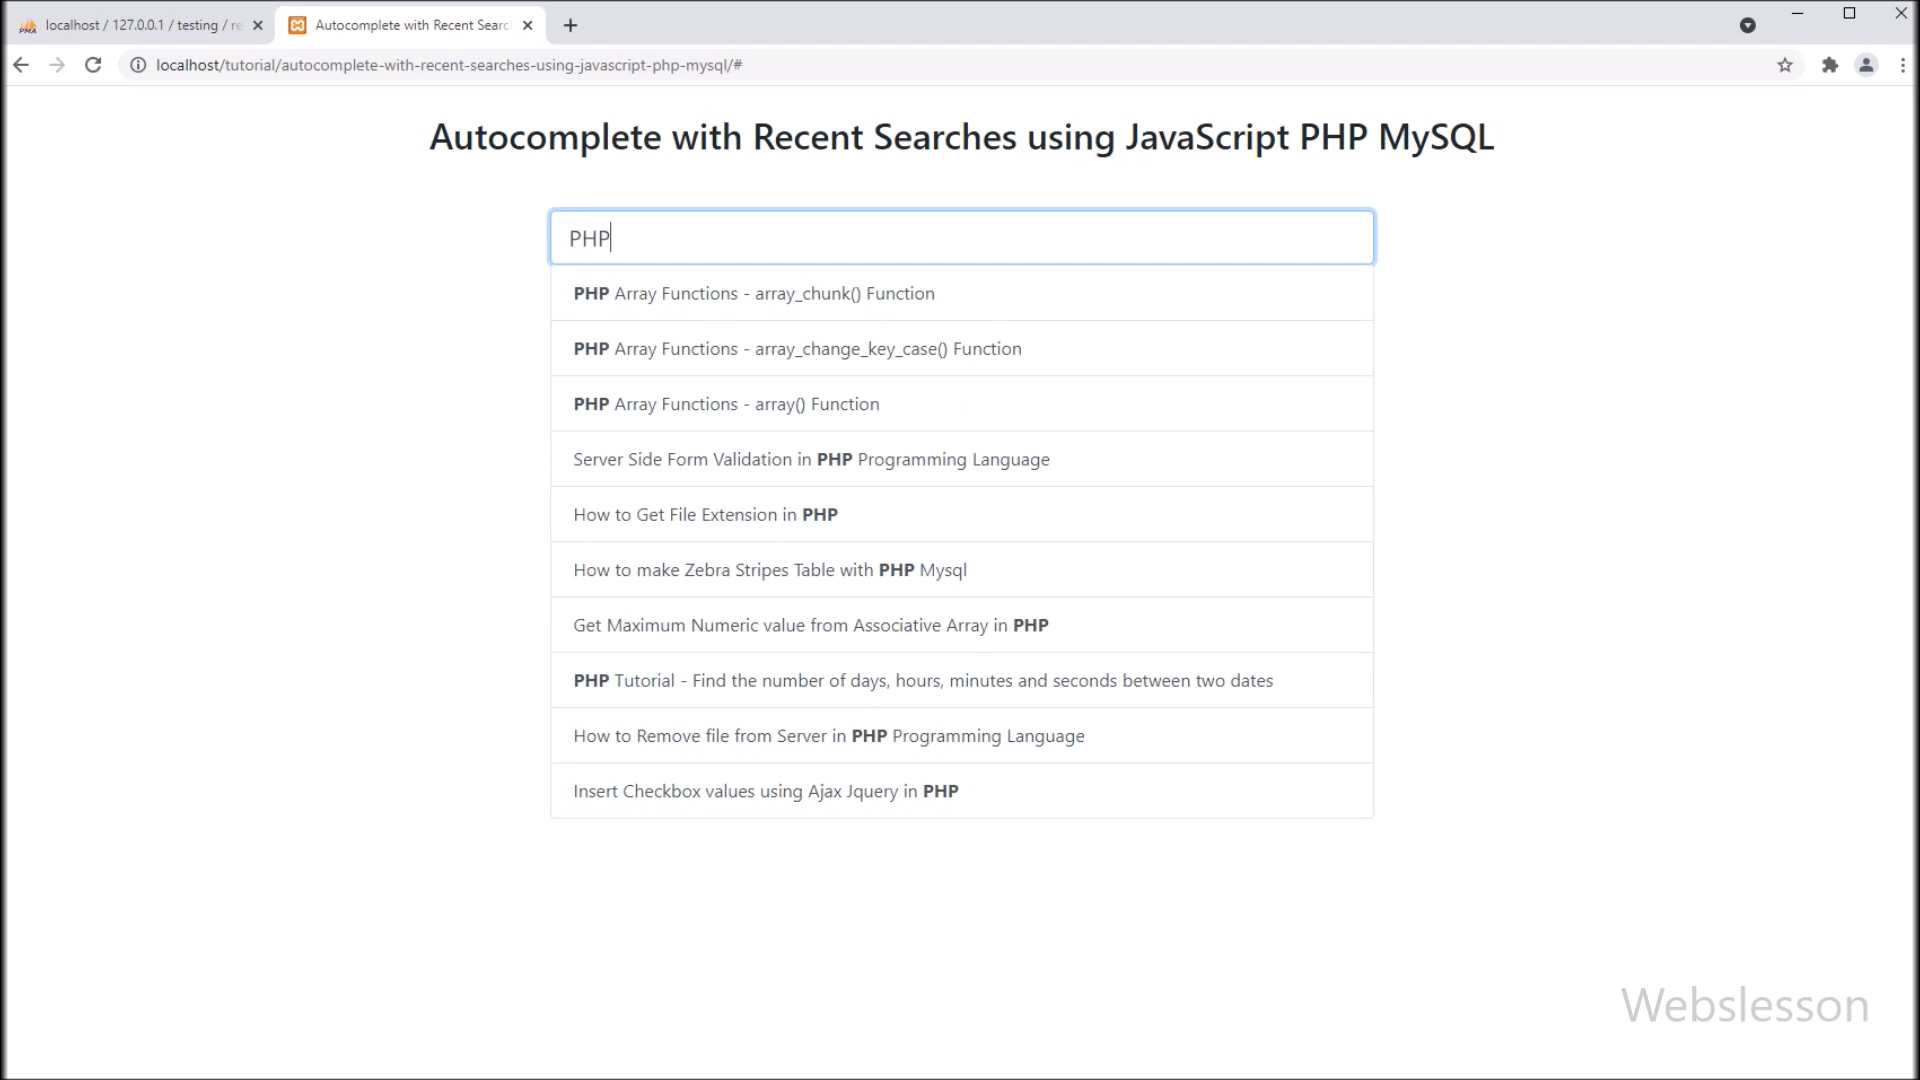 localhost / 127.0.0.1 / testing / re
Autocomplete with Recent Searc
localhost/tutorial/autocomplete-with-recent-searches-using-javascript-php-mysql/#
Autocomplete with Recent Searches using JavaScript PHP MySQL
PHP
PHP Array Functions - array_chunk() Function
PHP Array Functions - array_change_key_case() Function
PHP Array Functions - array() Function
Server Side Form Validation in PHP Programming Language
How to Get File Extension in PHP
How to make Zebra Stripes Table with PHP Mysql
Get Maximum Numeric value from Associative Array in PHP
PHP Tutorial - Find the number of days, hours, minutes and seconds between two dates
How to Remove file from Server in PHP Programming Language
Insert Checkbox values using Ajax Jquery in PHP
Webslesson